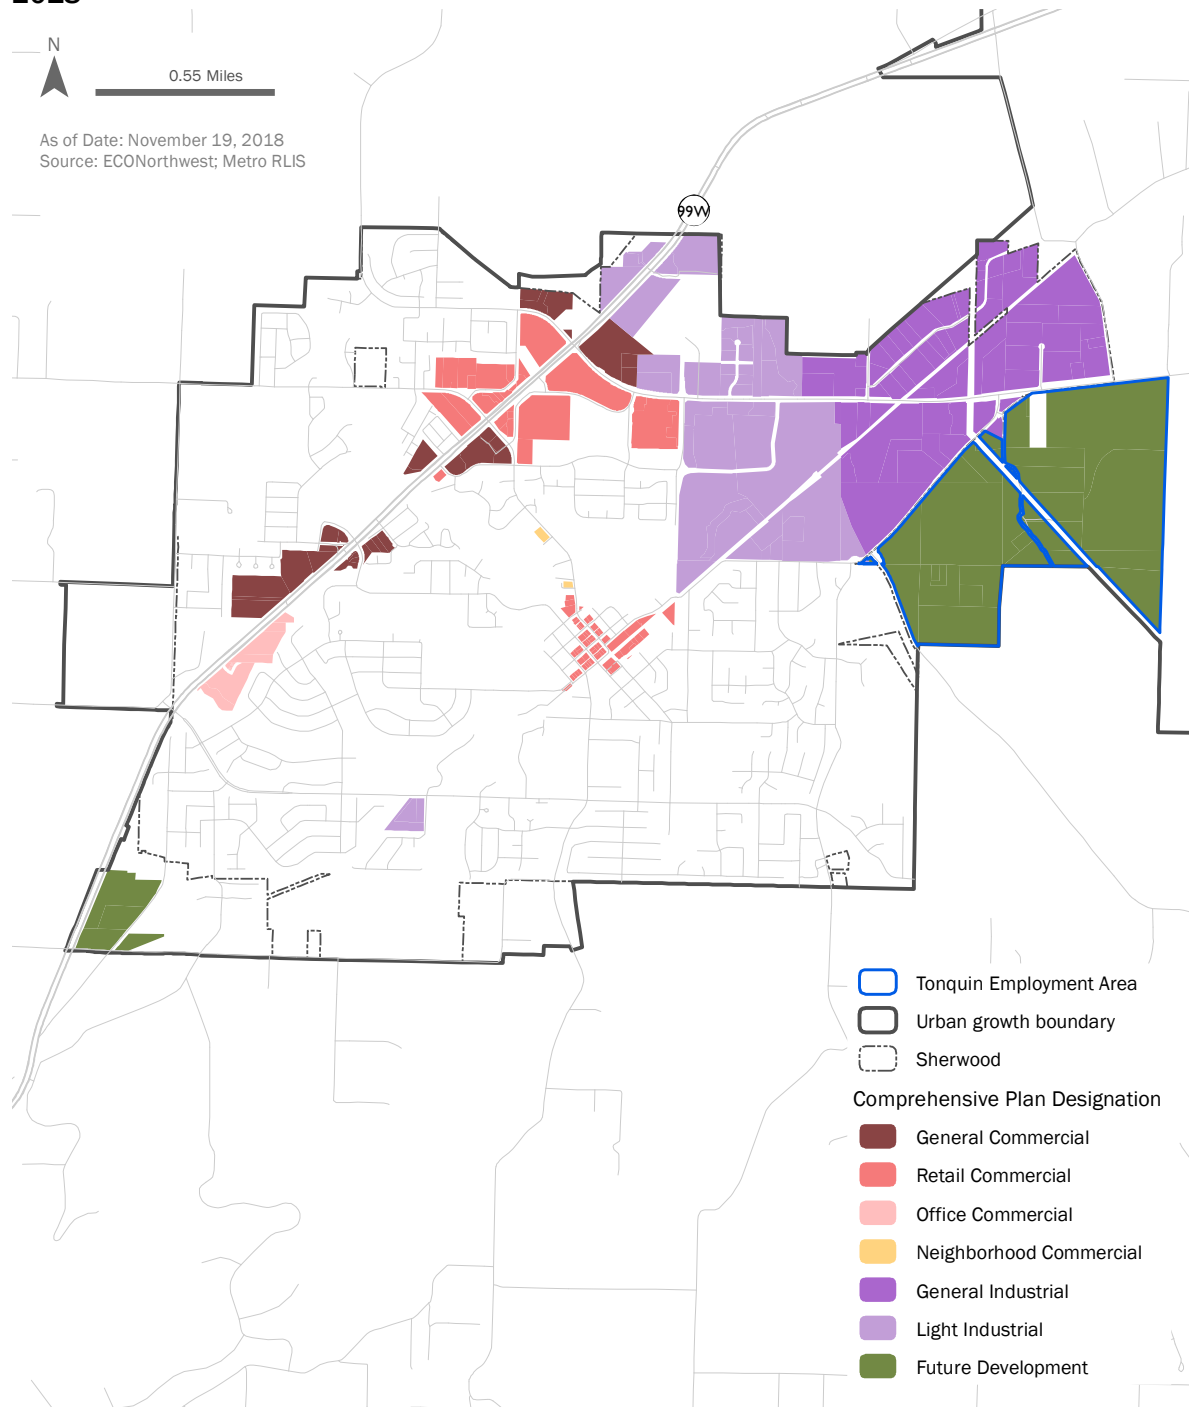 N
0.55 Miles
As of Date: November 19, 2018
Source: ECONorthwest; Metro RLIS
99W
Tonquin Employment Area
Urban growth boundary
Sherwood
Comprehensive Plan Designation
General Commercial
Retail Commercial
Office Commercial
Neighborhood Commercial
General Industrial
Light Industrial
Future Development